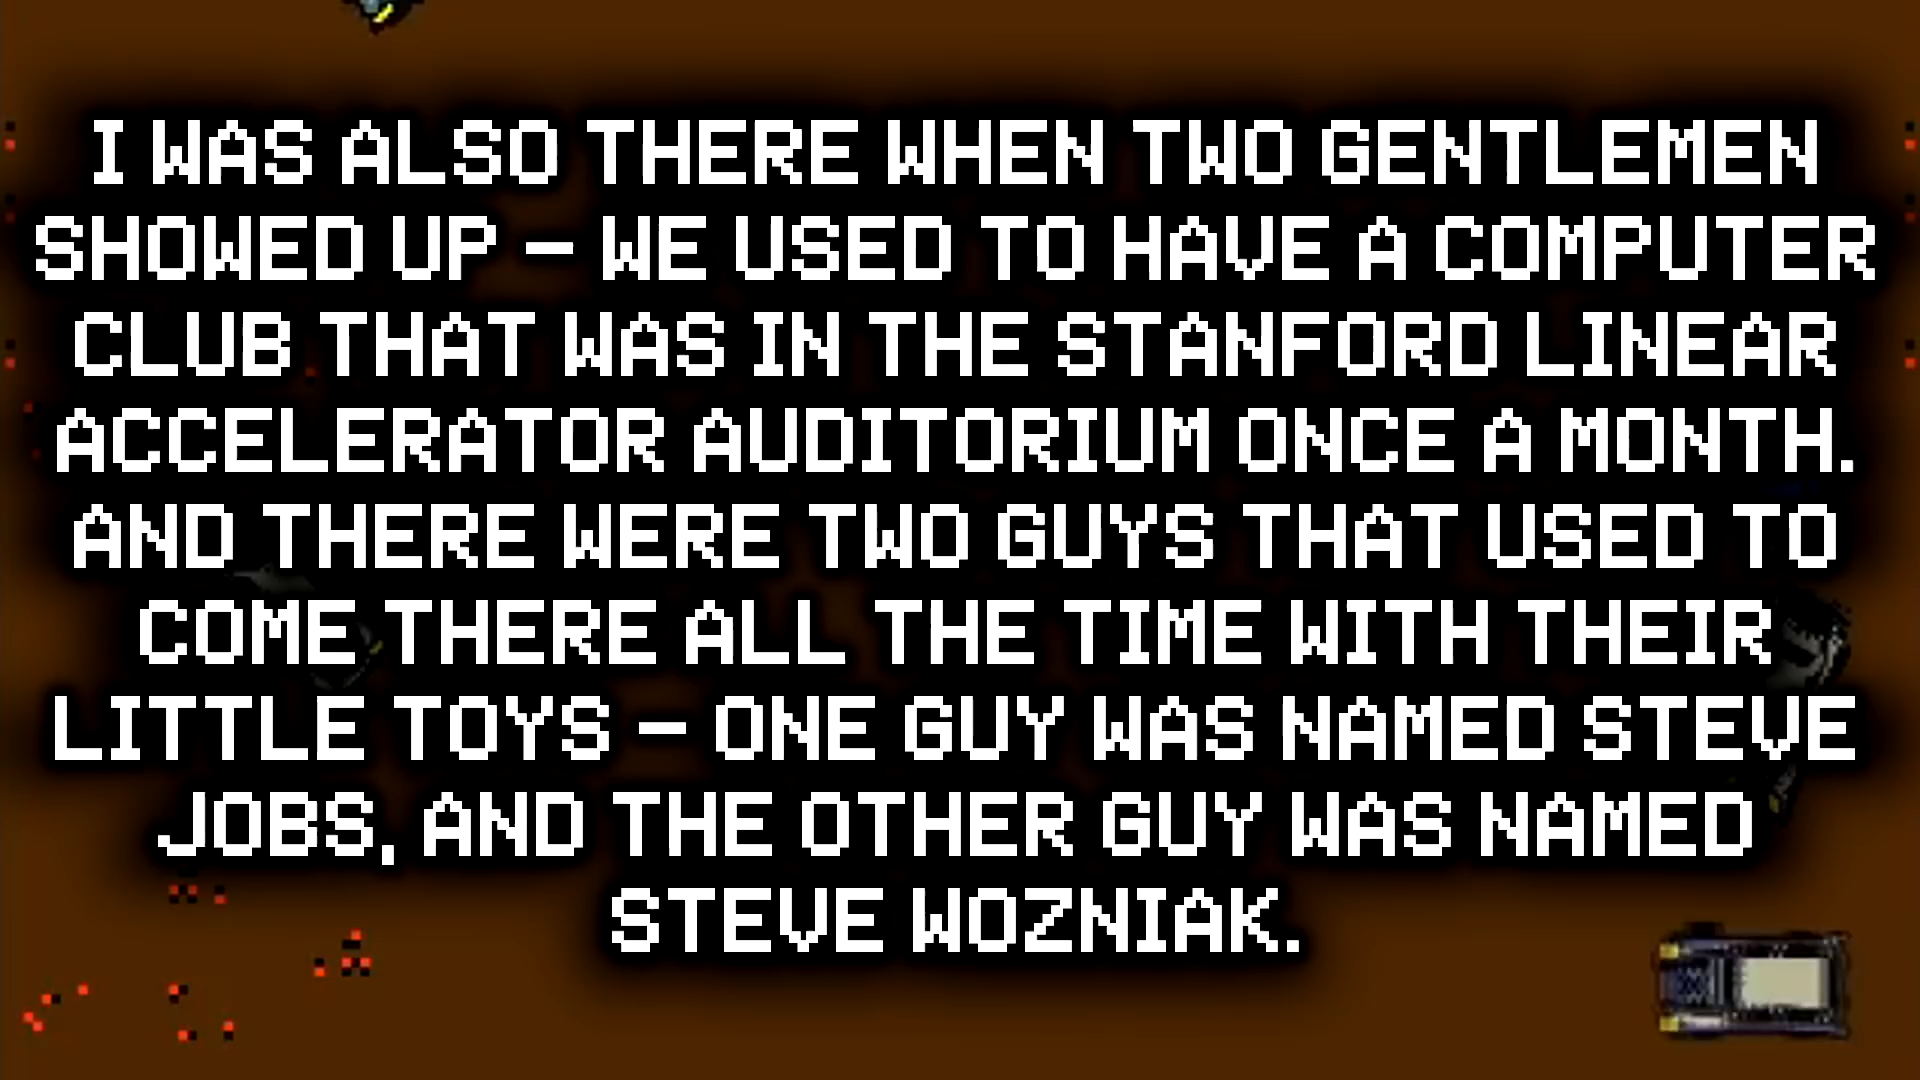 I WAS ALSO THERE WHEN TWO GENTLEMEN
SHOWED UP – WE USED TO HAVE A COMPUTER
CLUB THAT WAS IN THE STANFORD LINEAR
ACCELERATOR AUDITORIUM ONCE A MONTH.
AND THERE WERE TWO GUYS THAT USED TO
COME THERE ALL THE TIME WITH THEIR
LITTLE TOYS – ONE GUY WAS NAMED STEVE
JOBS, AND THE OTHER GUY WAS NAMED
STEVE WOZNIAK.